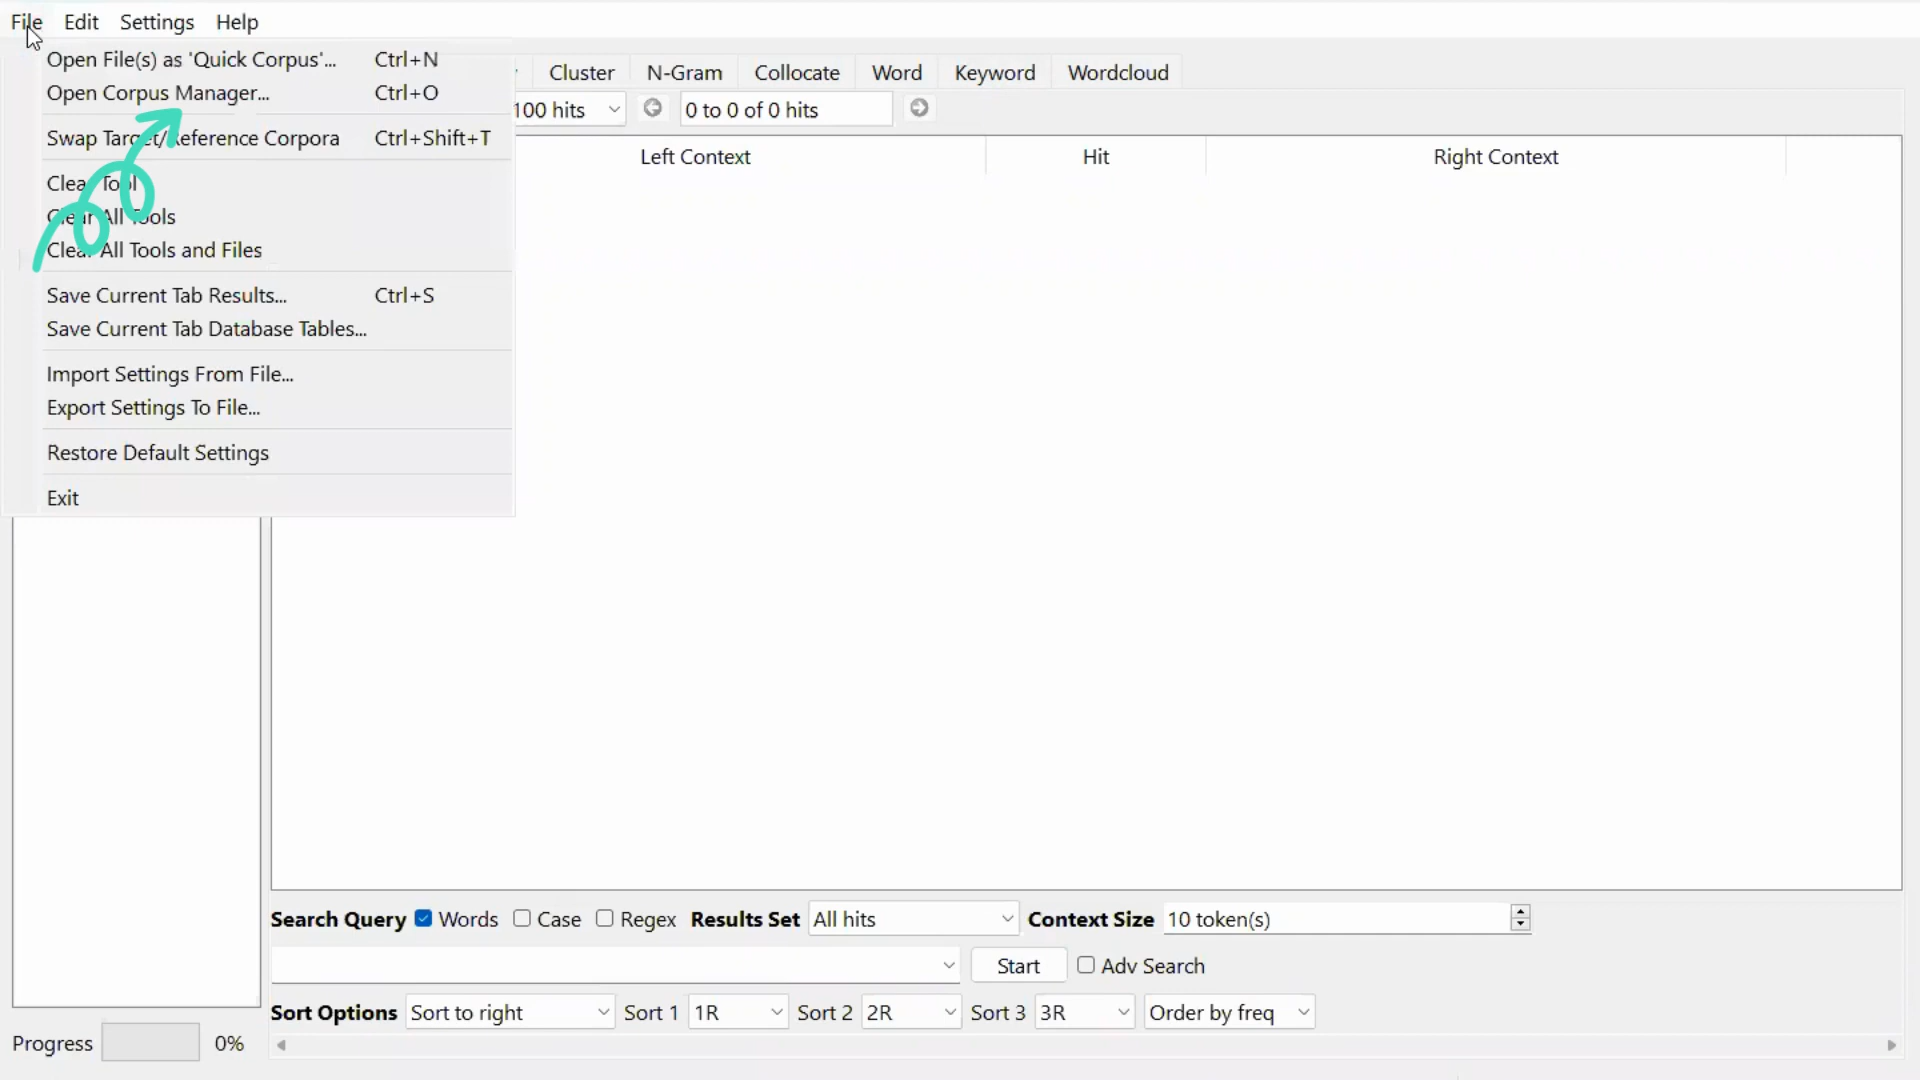 File Edit Settings Help
Open File(s) as 'Quick Corpus'... Ctrl+N
Open Corpus Manager... Ctrl+O
Swap Target/Reference Corpora Ctrl+Shift+T
Clear Tool
Clear All Tools
Clear All Tools and Files
Save Current Tab Results... Ctrl+S
Save Current Tab Database Tables...
Import Settings From File...
Export Settings To File...
Restore Default Settings
Exit
Cluster N-Gram Collocate Word Keyword Wordcloud
100 hits 0 to 0 of 0 hits
Left Context Hit Right Context
Search Query Words Case Regex Results Set All hits Context Size 10 token(s)
Start Adv Search
Sort Options Sort to right Sort 1 1R Sort 2 2R Sort 3 3R Order by freq
Progress 0%